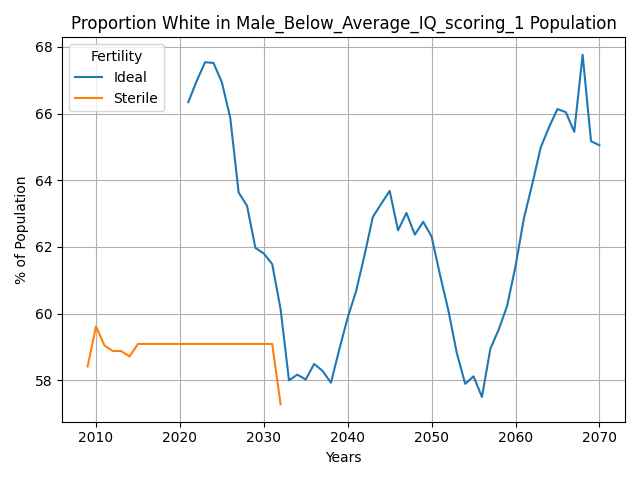 Proportion White in Male_Below_Average_IQ_scoring_1 Population
Fertility
Ideal
Sterile
% of Population
68
66
64
62
60
58
2010 2020 2030 2040 2050 2060 2070
Years